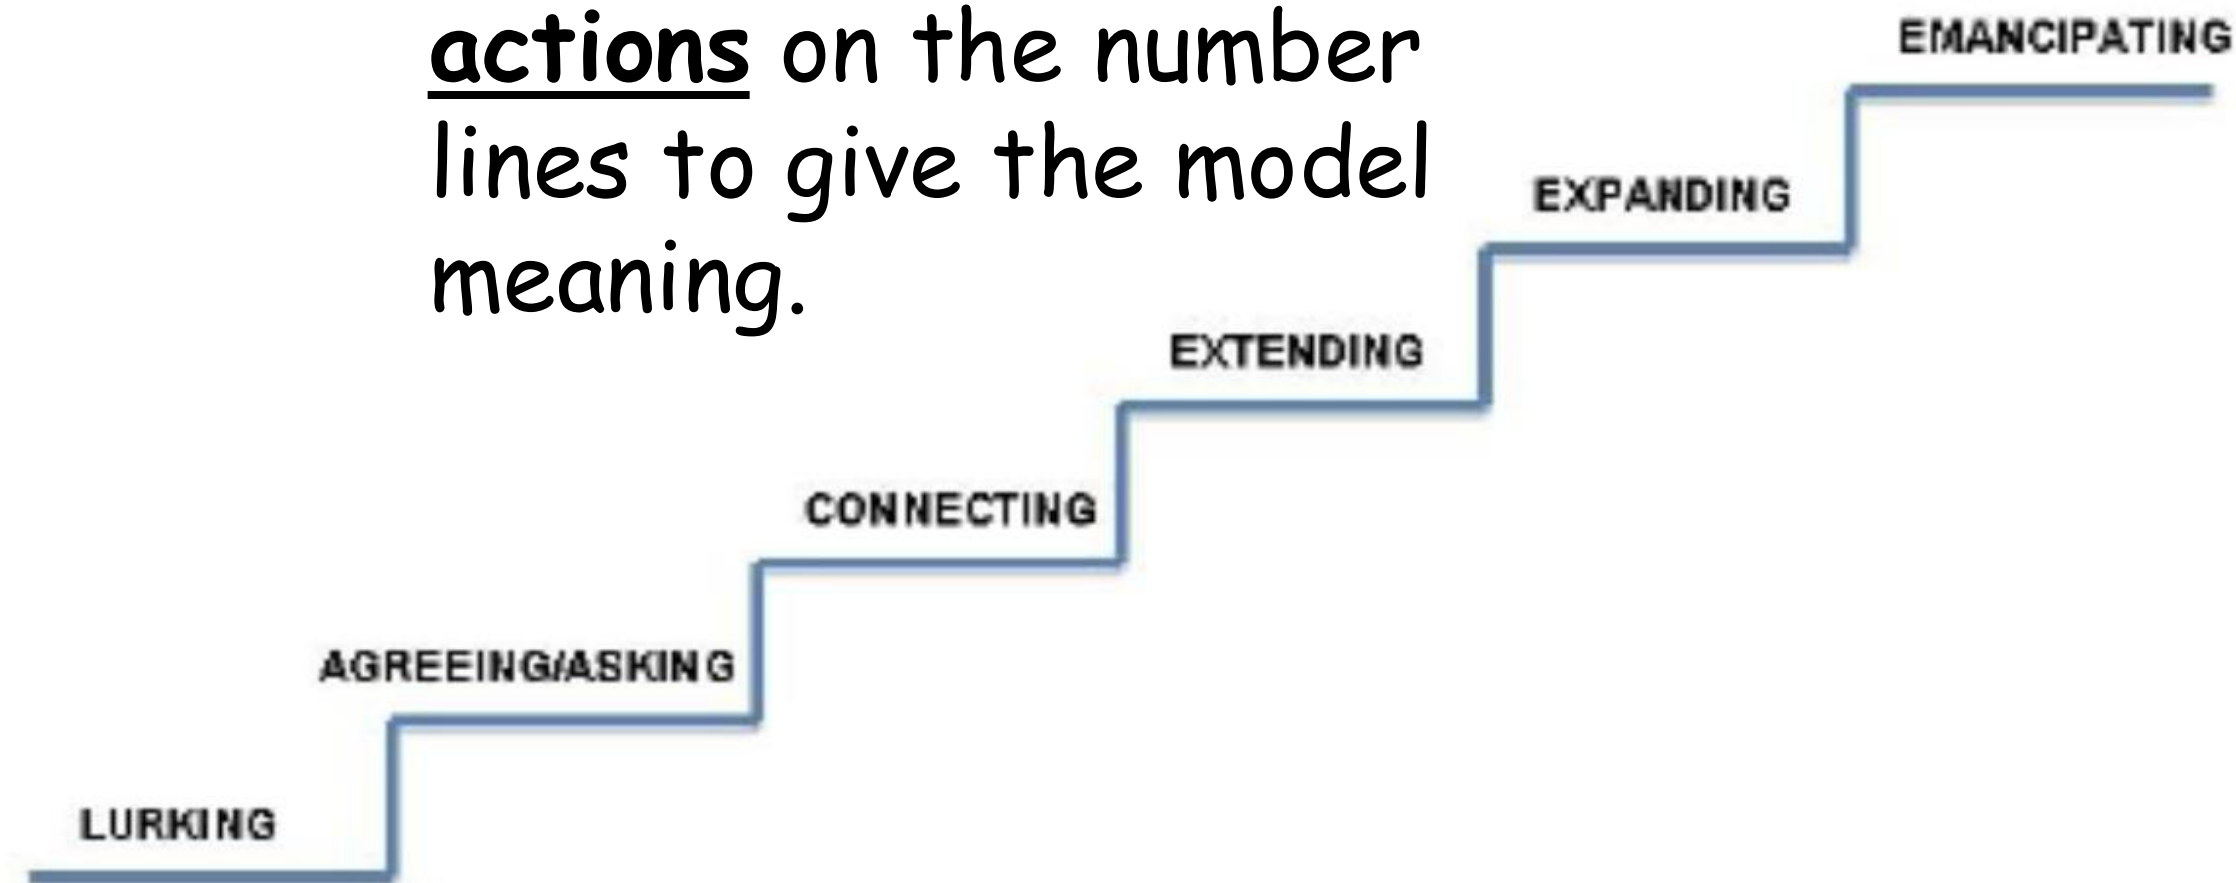 actions on the number
lines to give the model
meaning.
EMANCIPATING
EXPANDING
EXTENDING
CONNECTING
AGREEING/ASKING
LURKING